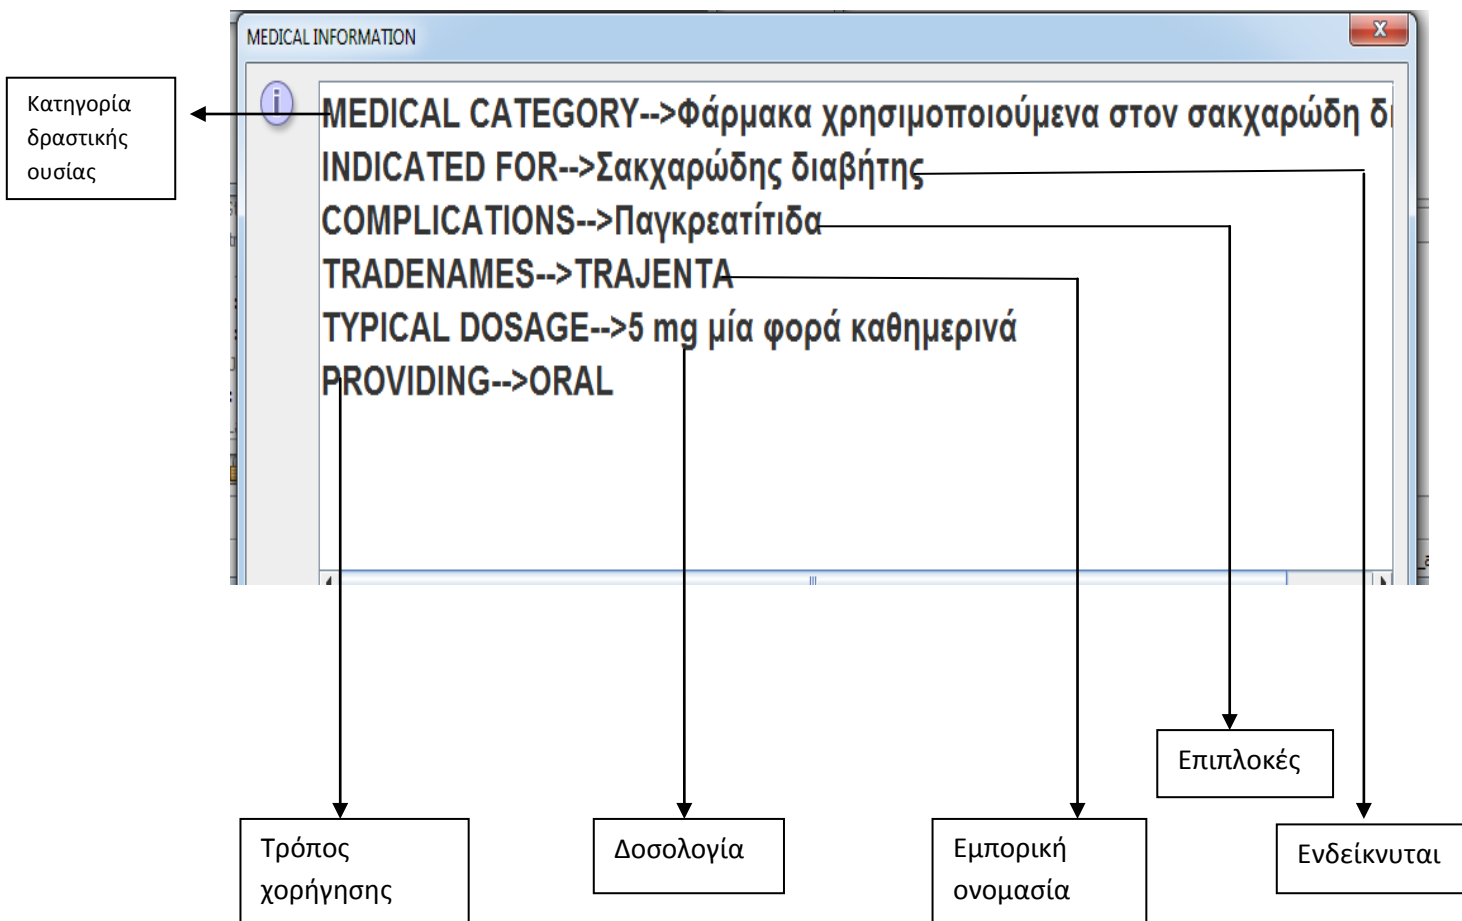 MEDICAL INFORMATION
Κατηγορία
δραστικής
ουσίας
MEDICAL CATEGORY-->Φάρμακα χρησιμοποιούμενα στον σακχαρώδη δι
INDICATED FOR-->Σακχαρώδης διαβήτης
COMPLICATIONS-->Παγκρεατίτιδα
TRADENAMES-->TRAJENTA
TYPICAL DOSAGE-->5 mg μία φορά καθημερινά
PROVIDING-->ORAL
Επιπλοκές
Τρόπος
χορήγησης
Δοσολογία
Εμπορική
ονομασία
Ενδείκνυται